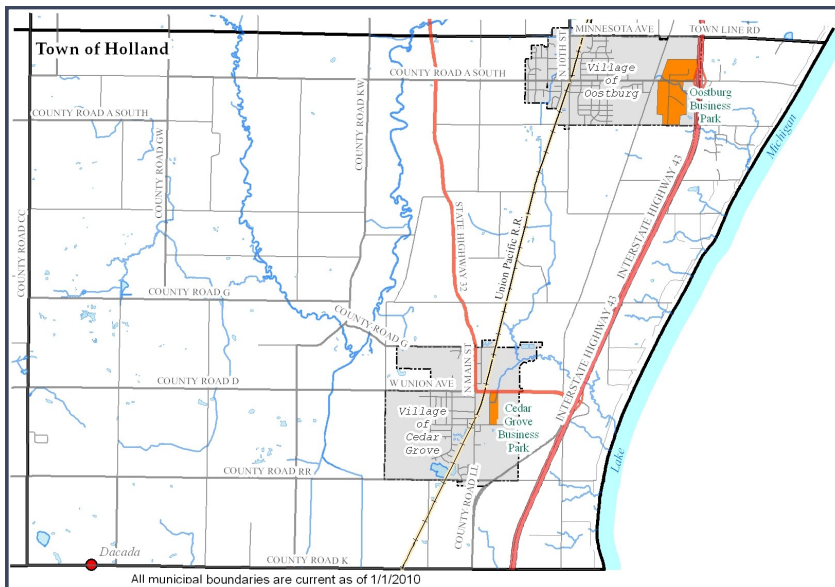 Town of Holland
MINNESOTA AVE
TOWN LINE RD
N 10TH ST
COUNTY ROAD A SOUTH
Village
of
Oostburg
Oostburg
Business
Park
COUNTY ROAD A SOUTH
COUNTY ROAD GW
COUNTY ROAD KW
Michigan
COUNTY ROAD CC
STATE HIGHWAY 32
Union Pacific R.R.
INTERSTATE HIGHWAY 43
COUNTY ROAD G
COUNTY ROAD G
N MAIN ST
COUNTY ROAD D
W UNION AVE
INTERSTATE HIGHWAY 43
Village
of
Cedar
Grove
Cedar
Grove
Business
Park
Lake
COUNTY ROAD RR
COUNTY ROAD LL
Dacada
COUNTY ROAD K
All municipal boundaries are current as of 1/1/2010